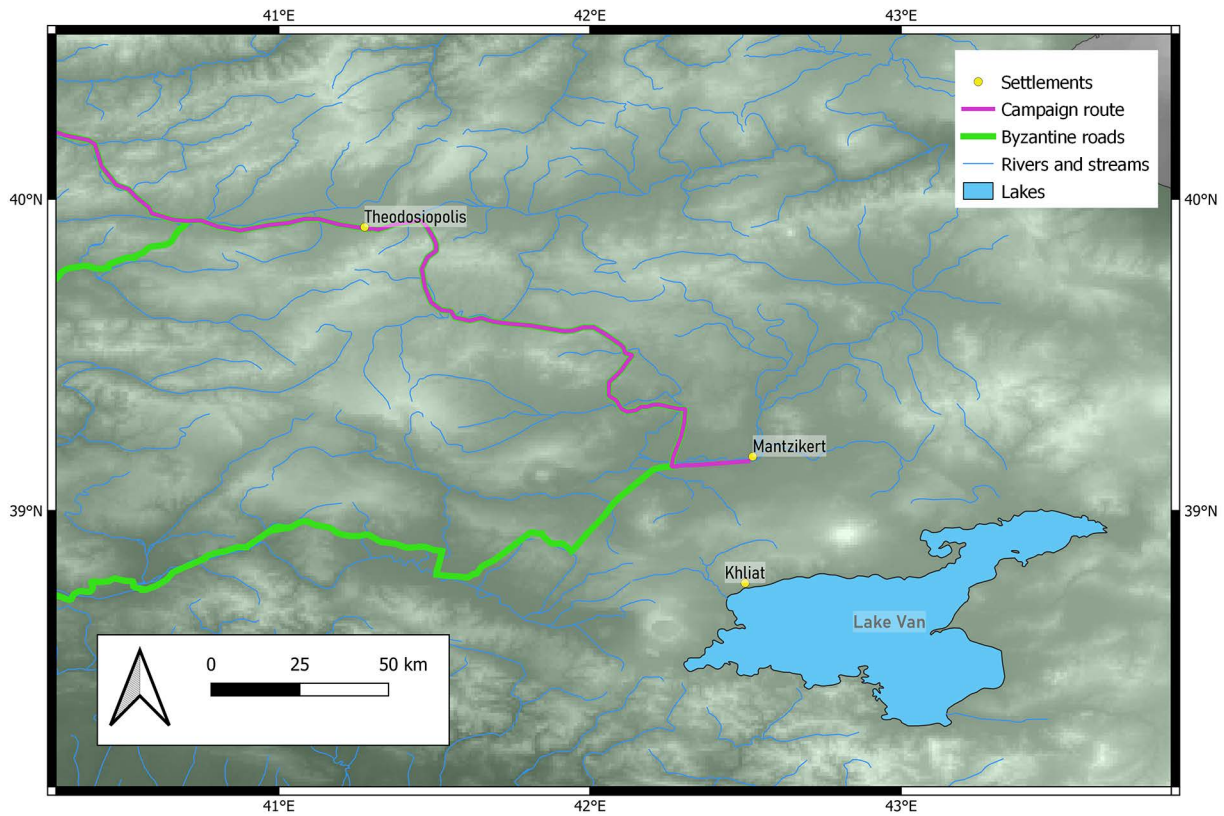 41°E 42°E 43°E
Settlements
Campaign route
Byzantine roads
Rivers and streams
Lakes
40°N 40°N
Theodosiopolis
Mantzikert
39°N 39°N
Khliat
Lake Van
0 25 50 km
41°E 42°E 43°E